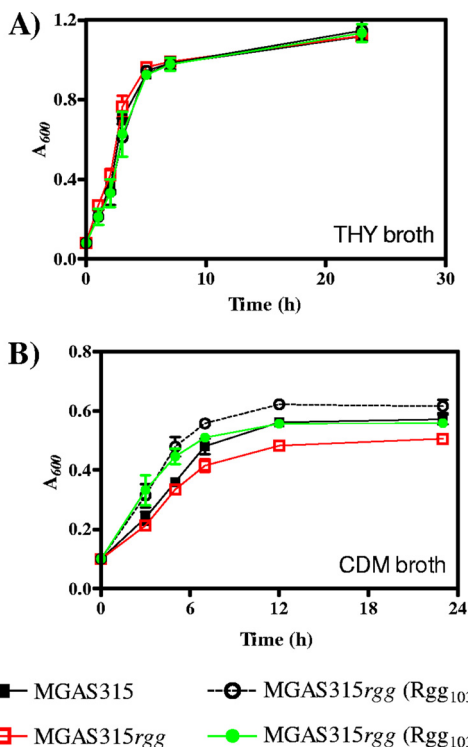 A)
1.2
0.8
0.4
0.0
A600
THY broth
0 10 20 30
Time (h)
B)
0.8
0.6
0.4
0.2
0.0
A600
CDM broth
0 6 12 18 24
Time (h)
MGAS315 MGAS315rgg (Rgg
MGAS315rgg MGAS315rgg (Rgg